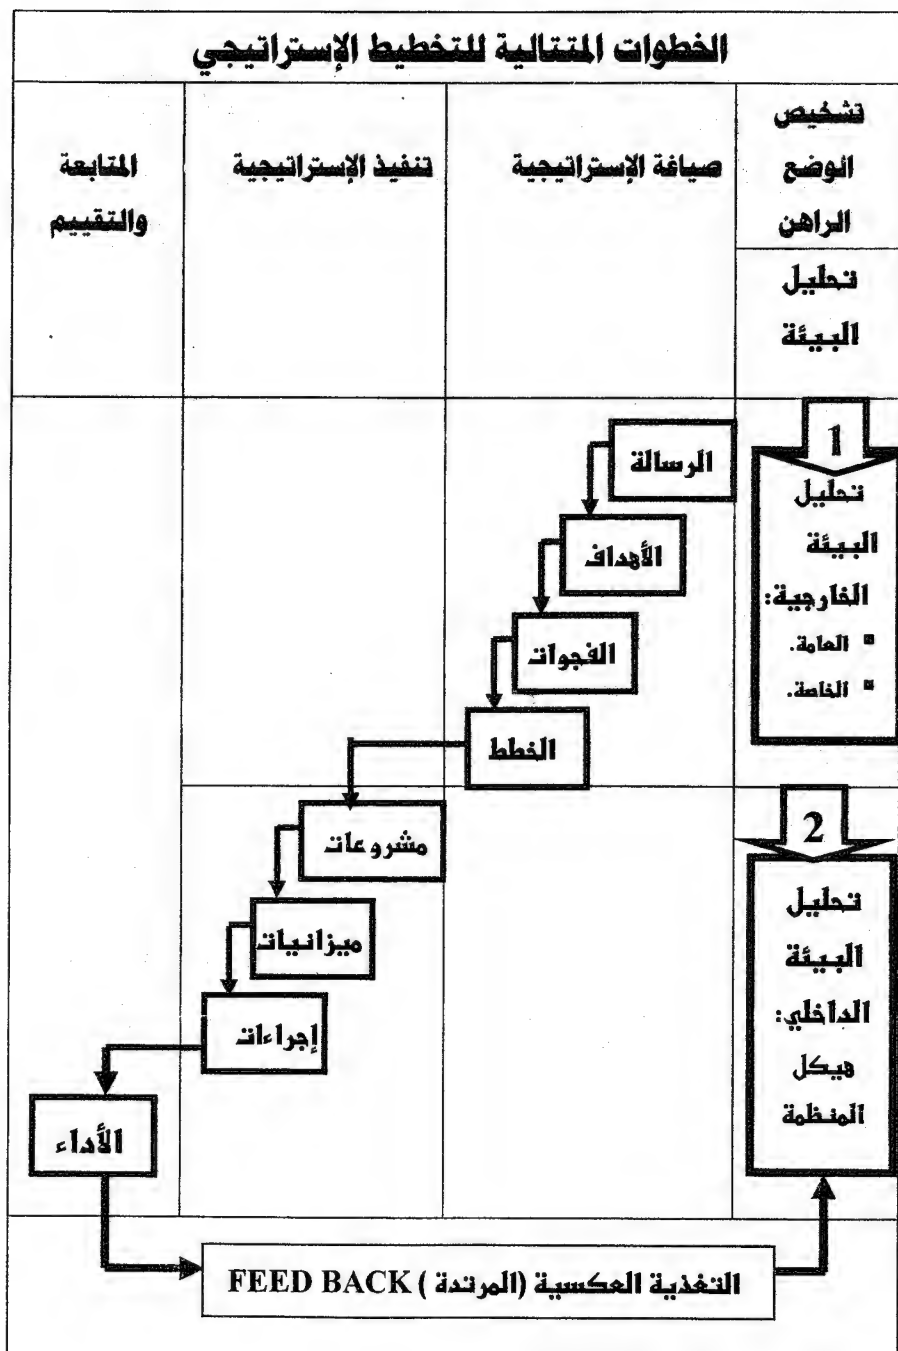 الخطوات المتتالية للتخطيط الإستراتيجي
تشخيص
الوضع
الراهن
صياغة الإستراتيجية
تنفيذ الإستراتيجية
المتابعة
والتقييم
تحليل
البيئة
1
تحليل
البيئة
الخارجية:
▪ العامة.
▪ الخاصة.
الرسالة
الأهداف
الفجوات
الخطط
مشروعات
ميزانيات
إجراءات
الأداء
2
تحليل
البيئة
الداخلي:
هيكل
المنظمة
التغذية العكسية (المرتدة ) FEED BACK